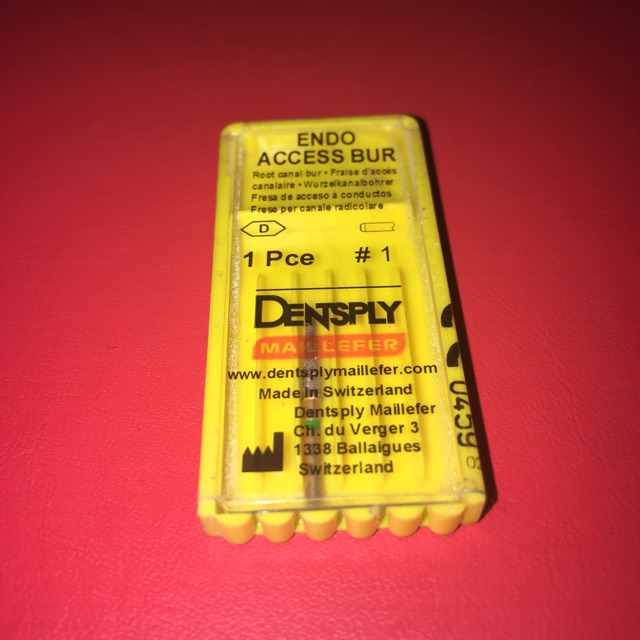 ENDO
ACCESS BUR
Root canal bur • Fraise d'accès
canalaire • Wurzelkanalbohrer
Fresa de acceso a conductos
Frese per canale radicolare
D
1 Pce # 1
DENTSPLY
MAILLEFER
www.dentsplymaillefer.com
Made in Switzerland
Dentsply Maillefer
Ch. du Verger 3
1338 Ballaigues
Switzerland
0459